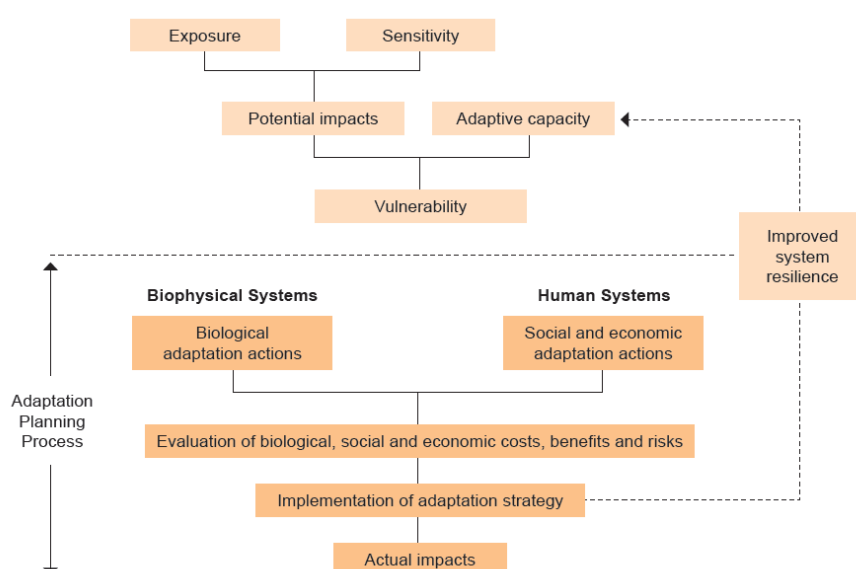 Exposure
Sensitivity
Potential impacts
Adaptive capacity
Vulnerability
Improved
system
resilience
Biophysical Systems
Human Systems
Biological
adaptation actions
Social and economic
adaptation actions
Adaptation
Planning
Process
Evaluation of biological, social and economic costs, benefits and risks
Implementation of adaptation strategy
Actual impacts